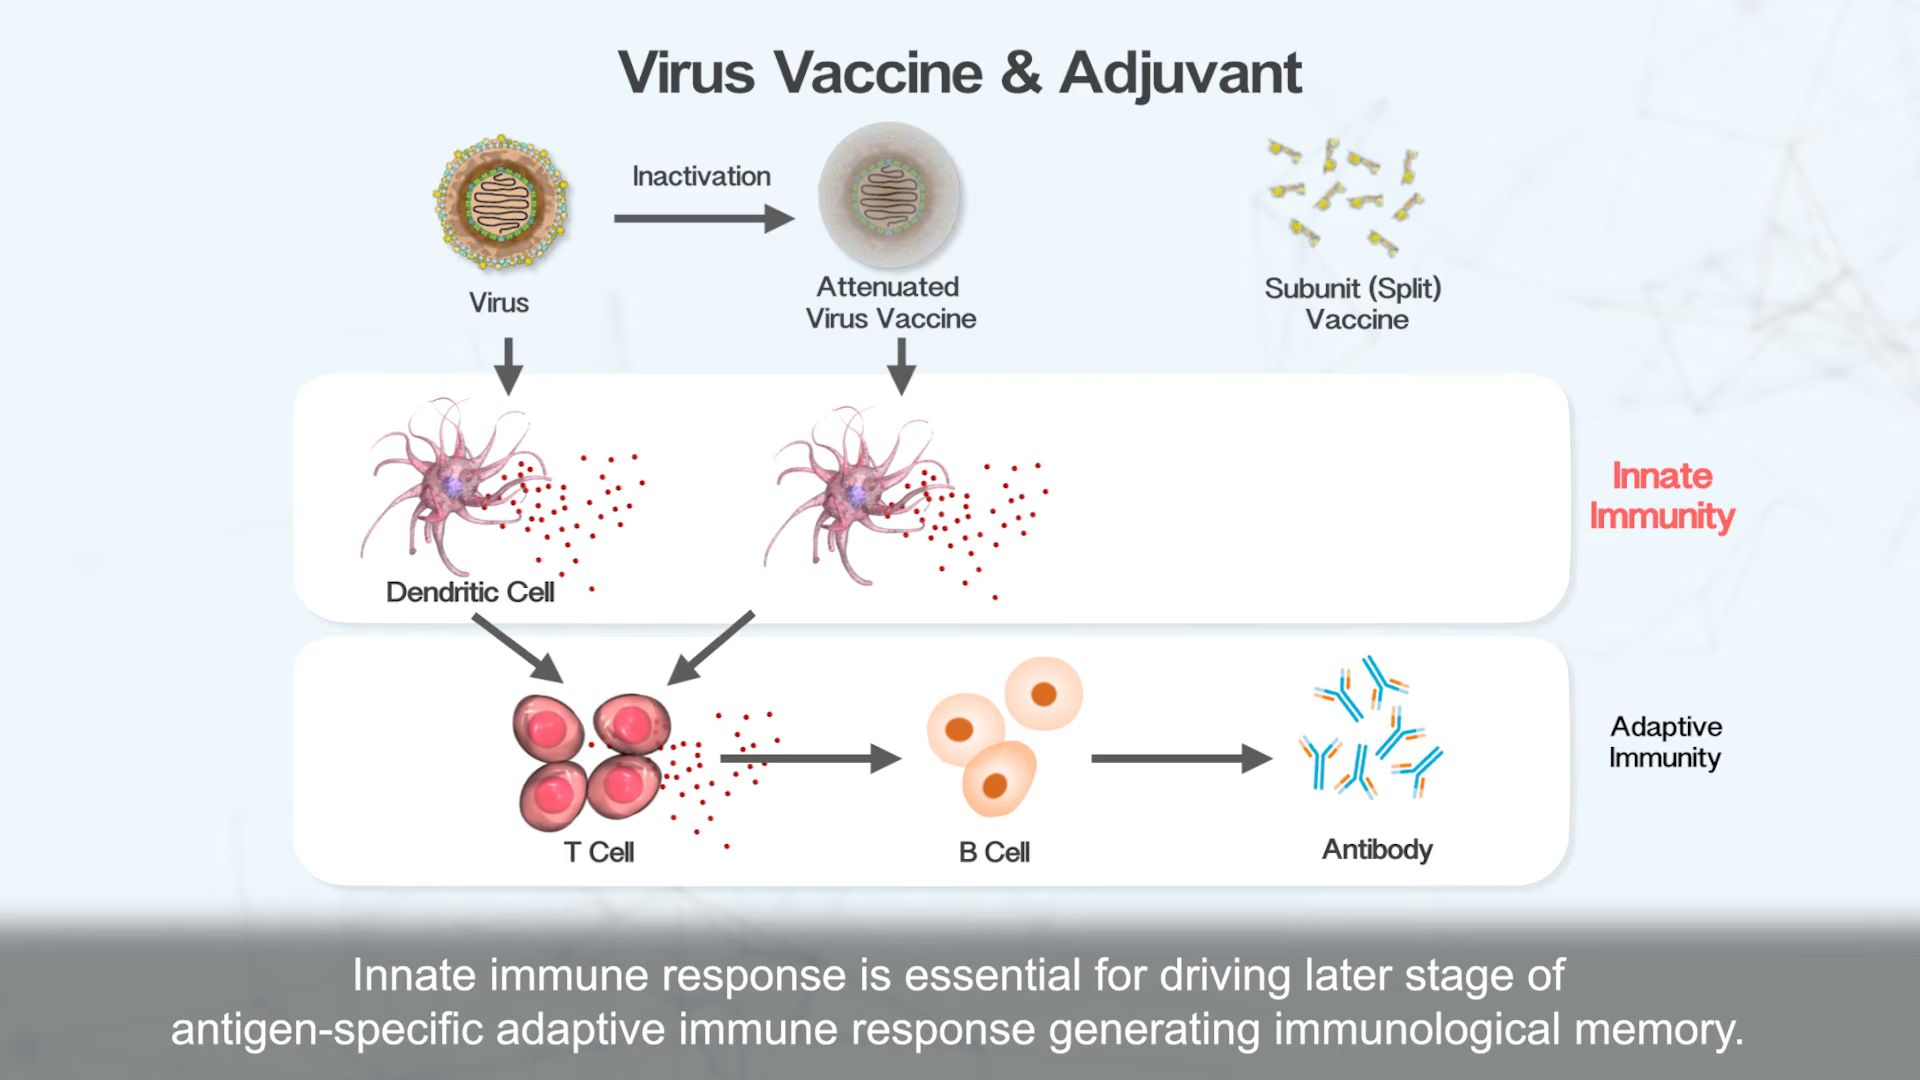 Virus Vaccine & Adjuvant
Inactivation
Virus
Attenuated
Virus Vaccine
Subunit (Split)
Vaccine
Dendritic Cell
Innate
Immunity
T Cell
B Cell
Antibody
Adaptive
Immunity
Innate immune response is essential for driving later stage of
antigen-specific adaptive immune response generating immunological memory.